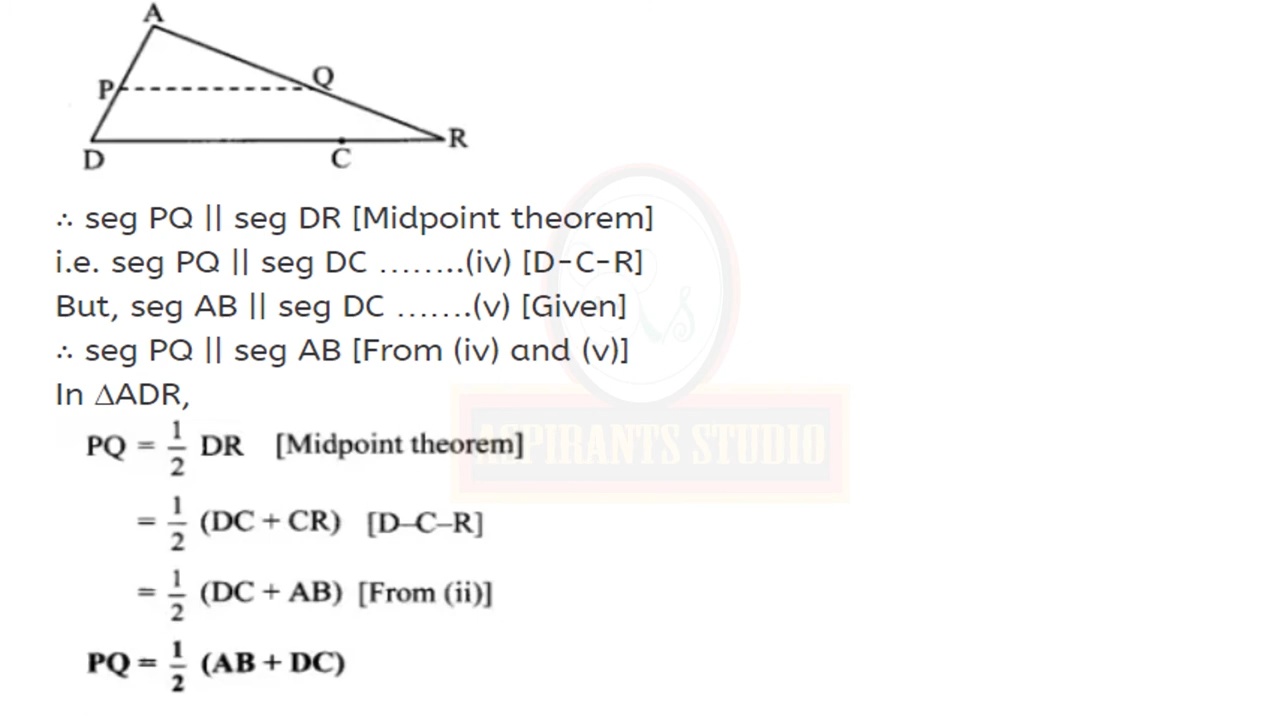 A
P
Q
R
D
C
∴ seg PQ || seg DR [Midpoint theorem]
i.e. seg PQ || seg DC ……..(iv) [D-C-R]
But, seg AB || seg DC …….(v) [Given]
∴ seg PQ || seg AB [From (iv) and (v)]
In ∆ADR,
PQ = 1/2 DR [Midpoint theorem]
= 1/2 (DC + CR) [D–C–R]
= 1/2 (DC + AB) [From (ii)]
PQ = 1/2 (AB + DC)
ASPIRANTS STUDIO